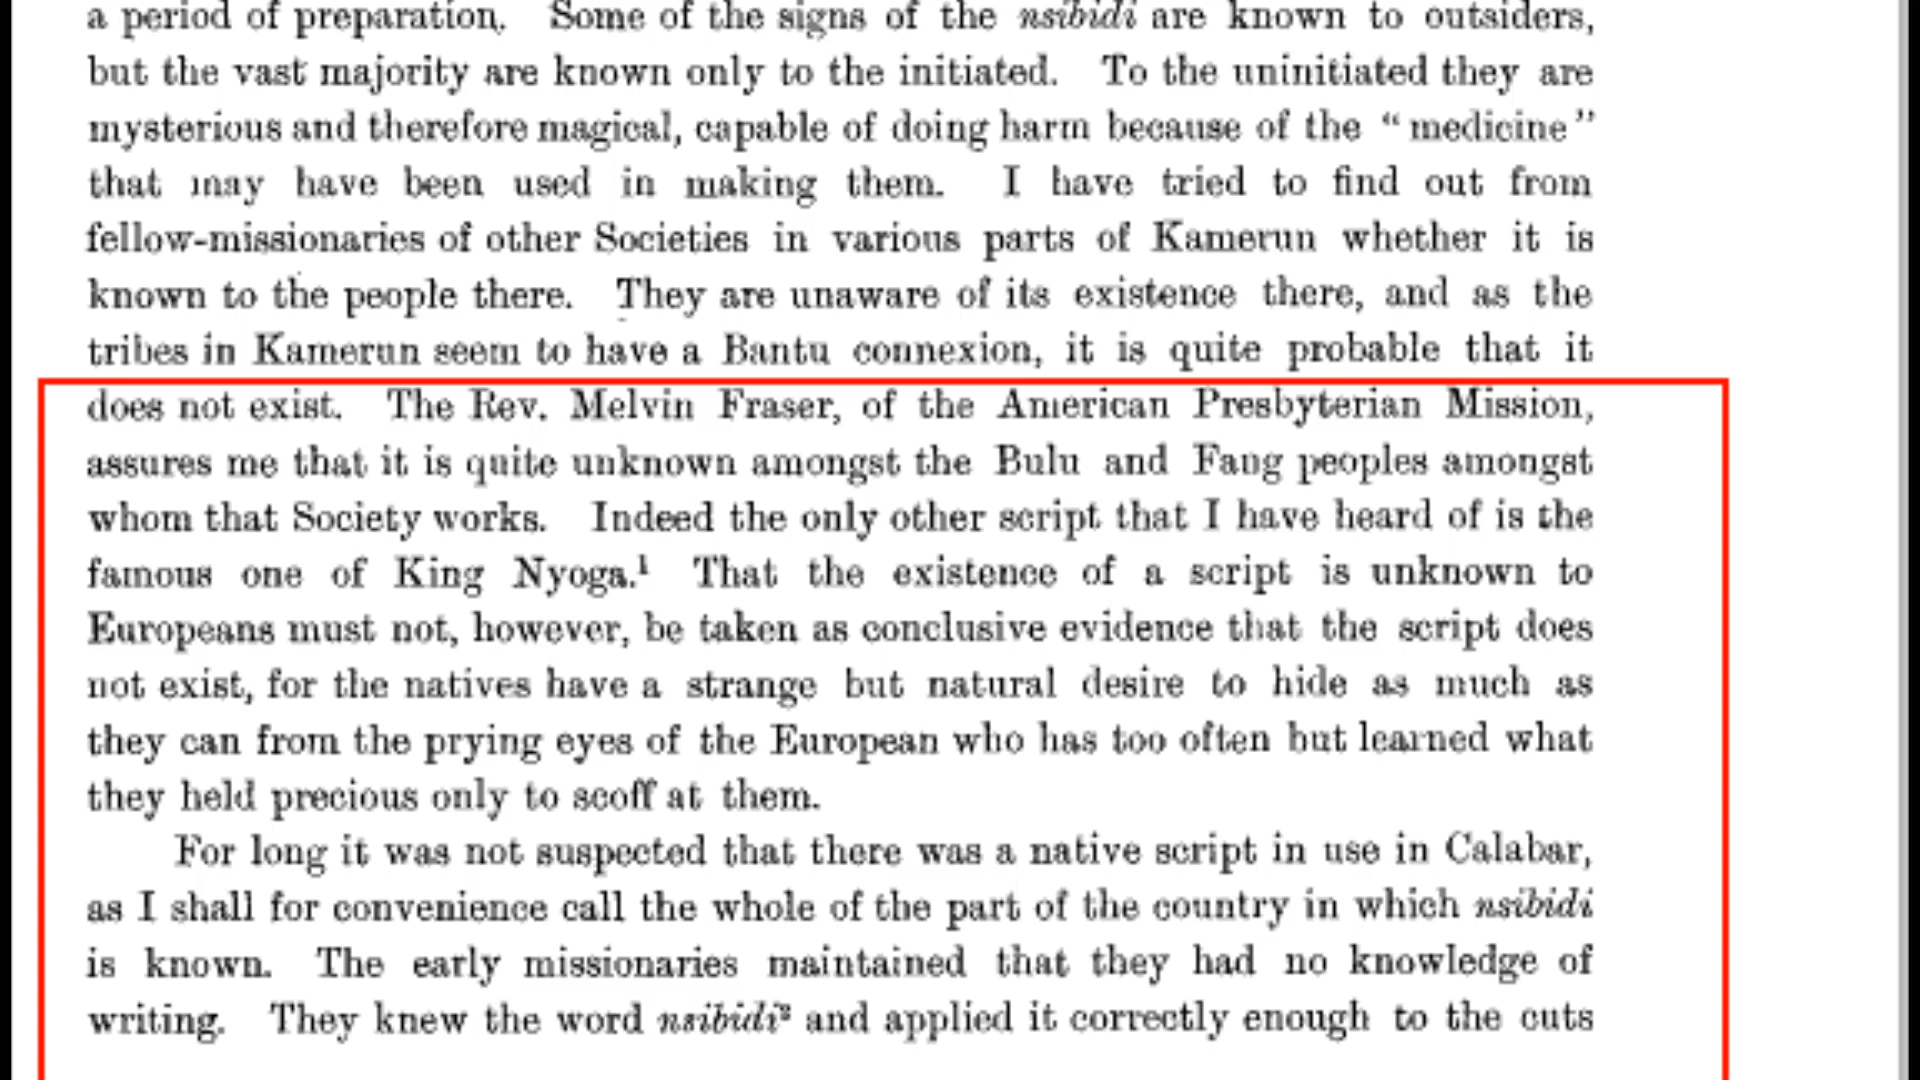 a period of preparation. Some of the signs of the nsibidi are known to outsiders,
but the vast majority are known only to the initiated. To the uninitiated they are
mysterious and therefore magical, capable of doing harm because of the “medicine”
that may have been used in making them. I have tried to find out from
fellow-missionaries of other Societies in various parts of Kamerun whether it is
known to the people there. They are unaware of its existence there, and as the
tribes in Kamerun seem to have a Bantu connexion, it is quite probable that it
does not exist. The Rev. Melvin Fraser, of the American Presbyterian Mission,
assures me that it is quite unknown amongst the Bulu and Fang peoples amongst
whom that Society works. Indeed the only other script that I have heard of is the
famous one of King Nyoga.¹ That the existence of a script is unknown to
Europeans must not, however, be taken as conclusive evidence that the script does
not exist, for the natives have a strange but natural desire to hide as much as
they can from the prying eyes of the European who has too often but learned what
they held precious only to scoff at them.
For long it was not suspected that there was a native script in use in Calabar,
as I shall for convenience call the whole of the part of the country in which nsibidi
is known. The early missionaries maintained that they had no knowledge of
writing. They knew the word nsibidi² and applied it correctly enough to the cuts